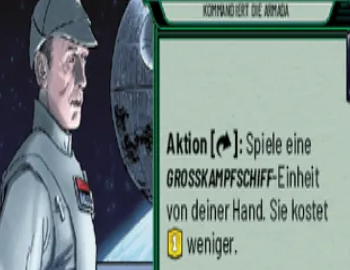 KOMMANDIERT DIE ARMADA
Aktion [↷]: Spiele eine
GROSSKAMPFSCHIFF-Einheit
von deiner Hand. Sie kostet
1 weniger.